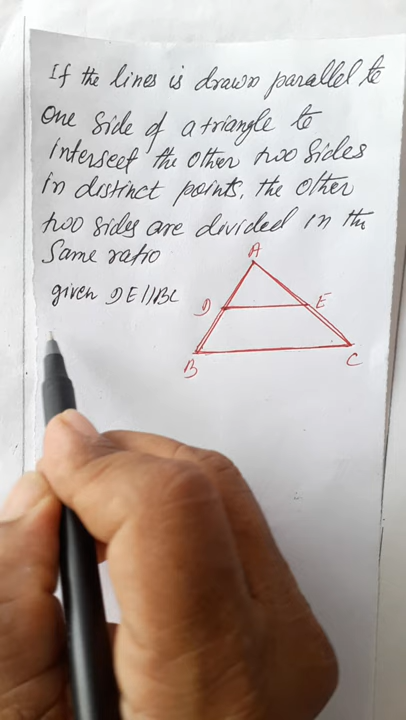 If the lines is drawn parallel to
one side of a triangle to
intersect the other two sides
in distinct points, the other
two sides are divided in the
same ratio
A
given DE//BC
D E
B C